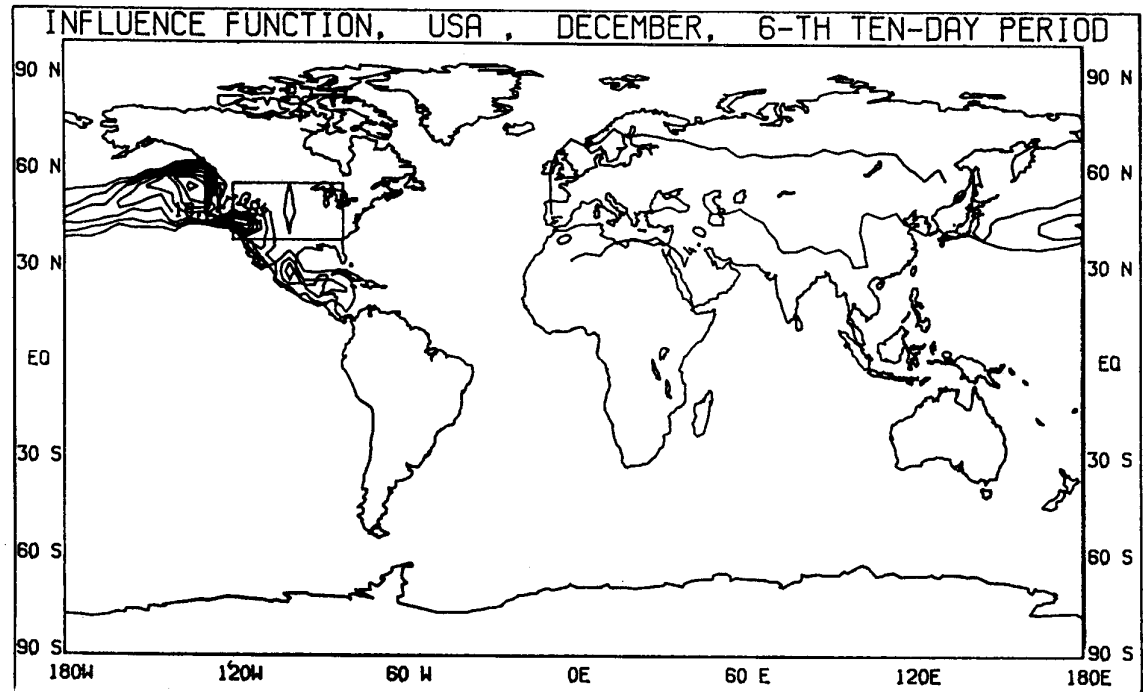 INFLUENCE FUNCTION, USA , DECEMBER, 6-TH TEN-DAY PERIOD
90 N 90 N
60 N 60 N
30 N 30 N
EQ EQ
30 S 30 S
60 S 60 S
90 S 90 S
180W 120W 60 W 0E 60 E 120E 180E